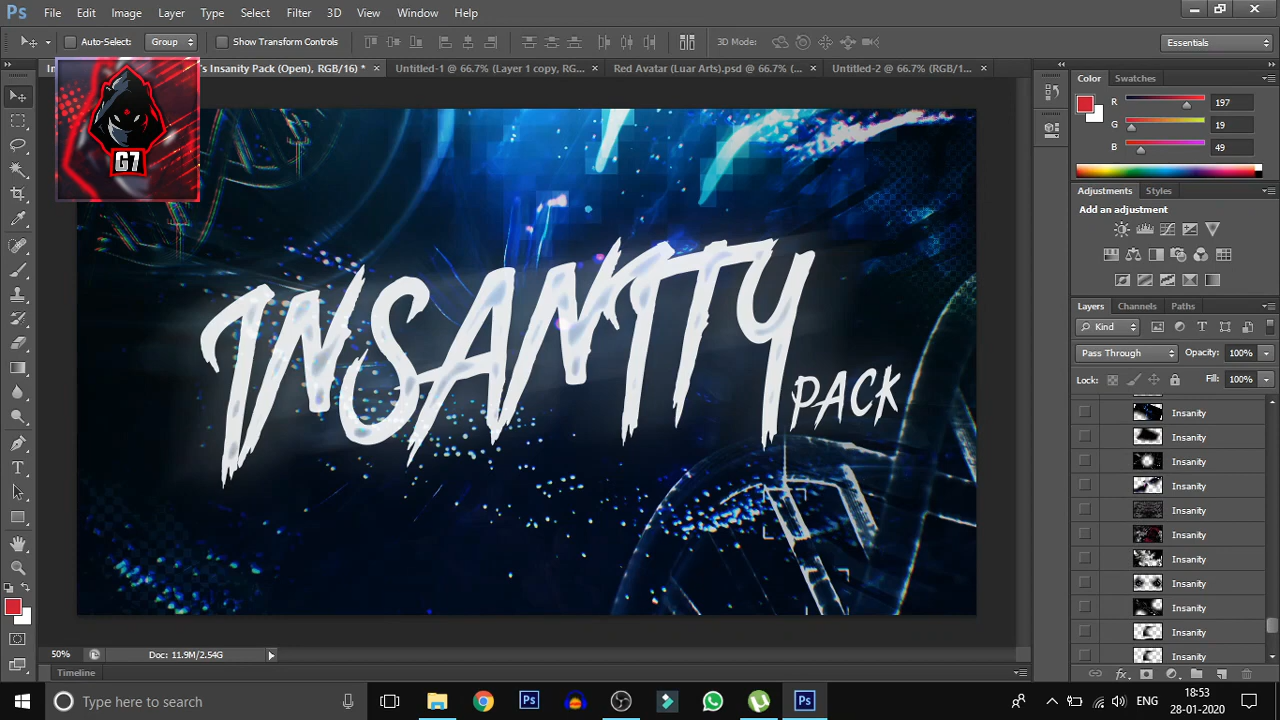 Ps File Edit Image Layer Type Select Filter 3D View Window Help
Auto-Select: Group Show Transform Controls 3D Mode: Essentials
's Insanity Pack (Open), RGB/16) * × Untitled-1 @ 66.7% (Layer 1 copy, RG... × Red Avatar (Luar Arts).psd @ 66.7% (... × Untitled-2 @ 66.7% (RGB/1... ×
G7
INSANITY
PACK
Color Swatches
R 197
G 19
B 49
Adjustments Styles
Add an adjustment
Layers Channels Paths
Kind
Pass Through Opacity: 100%
Lock: Fill: 100%
Insanity
Insanity
Insanity
Insanity
Insanity
Insanity
Insanity
Insanity
Insanity
Insanity
Insanity
50% Doc: 11.9M/2.54G
Timeline
Type here to search
Ps
Ps
ENG
18:53
28-01-2020